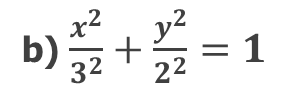 b) x²/3² + y²/2² = 1